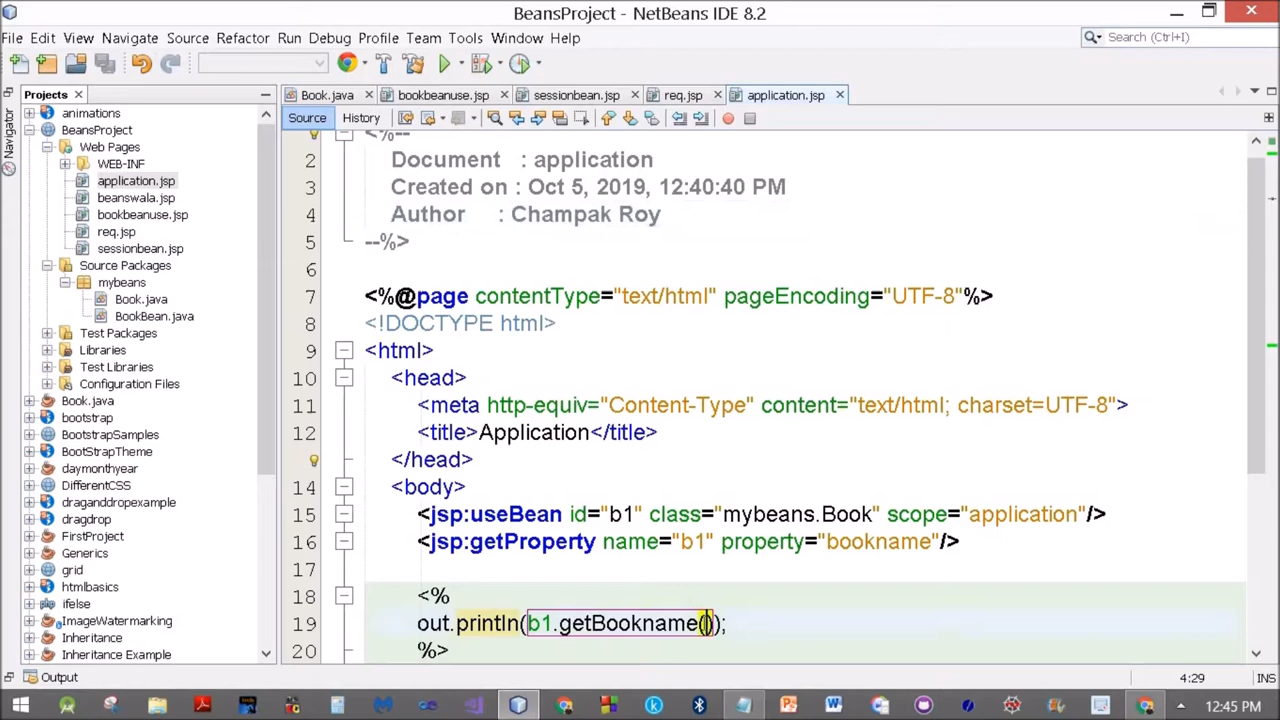 BeansProject - NetBeans IDE 8.2
File Edit View Navigate Source Refactor Run Debug Profile Team Tools Window Help
Search (Ctrl+I)
Projects
Book.java bookbeanuse.jsp sessionbean.jsp req.jsp application.jsp
Source History
Navigator
animations
BeansProject
Web Pages
WEB-INF
application.jsp
beanswala.jsp
bookbeanuse.jsp
req.jsp
sessionbean.jsp
Source Packages
mybeans
Book.java
BookBean.java
Test Packages
Libraries
Test Libraries
Configuration Files
Book.java
bootstrap
BootstrapSamples
BootStrapTheme
daymonthyear
DifferentCSS
draganddropexample
dragdrop
FirstProject
Generics
grid
htmlbasics
ifelse
ImageWatermarking
Inheritance
Inheritance Example
<%--
2 Document : application
3 Created on : Oct 5, 2019, 12:40:40 PM
4 Author : Champak Roy
5 --%>
6
7 <%@page contentType="text/html" pageEncoding="UTF-8"%>
8 <!DOCTYPE html>
9 <html>
10 <head>
11 <meta http-equiv="Content-Type" content="text/html; charset=UTF-8">
12 <title>Application</title>
</head>
14 <body>
15 <jsp:useBean id="b1" class="mybeans.Book" scope="application"/>
16 <jsp:getProperty name="b1" property="bookname"/>
17
18 <%
19 out.println(b1.getBookname());
20 %>
Output
4:29 INS
12:45 PM